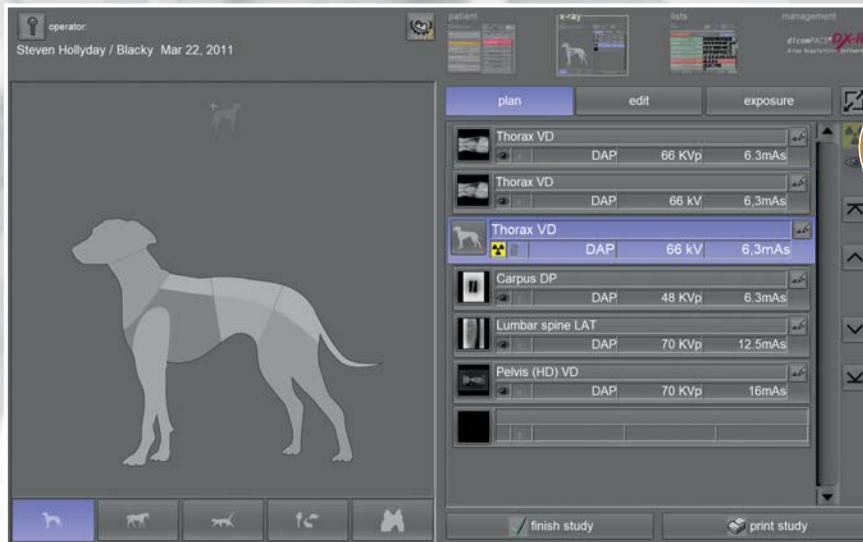 operator:
Steven Hollyday / Blacky Mar 22, 2011
patient
x-ray
lists
management
dicomPACS® DX-R
plan
edit
exposure
Thorax VD
DAP 66 KVp 6.3mAs
Thorax VD
DAP 66 kV 6,3mAs
Thorax VD
DAP 66 kV 6,3mAs
Carpus DP
DAP 48 KVp 6.3mAs
Lumbar spine LAT
DAP 70 KVp 12.5mAs
Pelvis (HD) VD
DAP 70 KVp 16mAs
finish study
print study